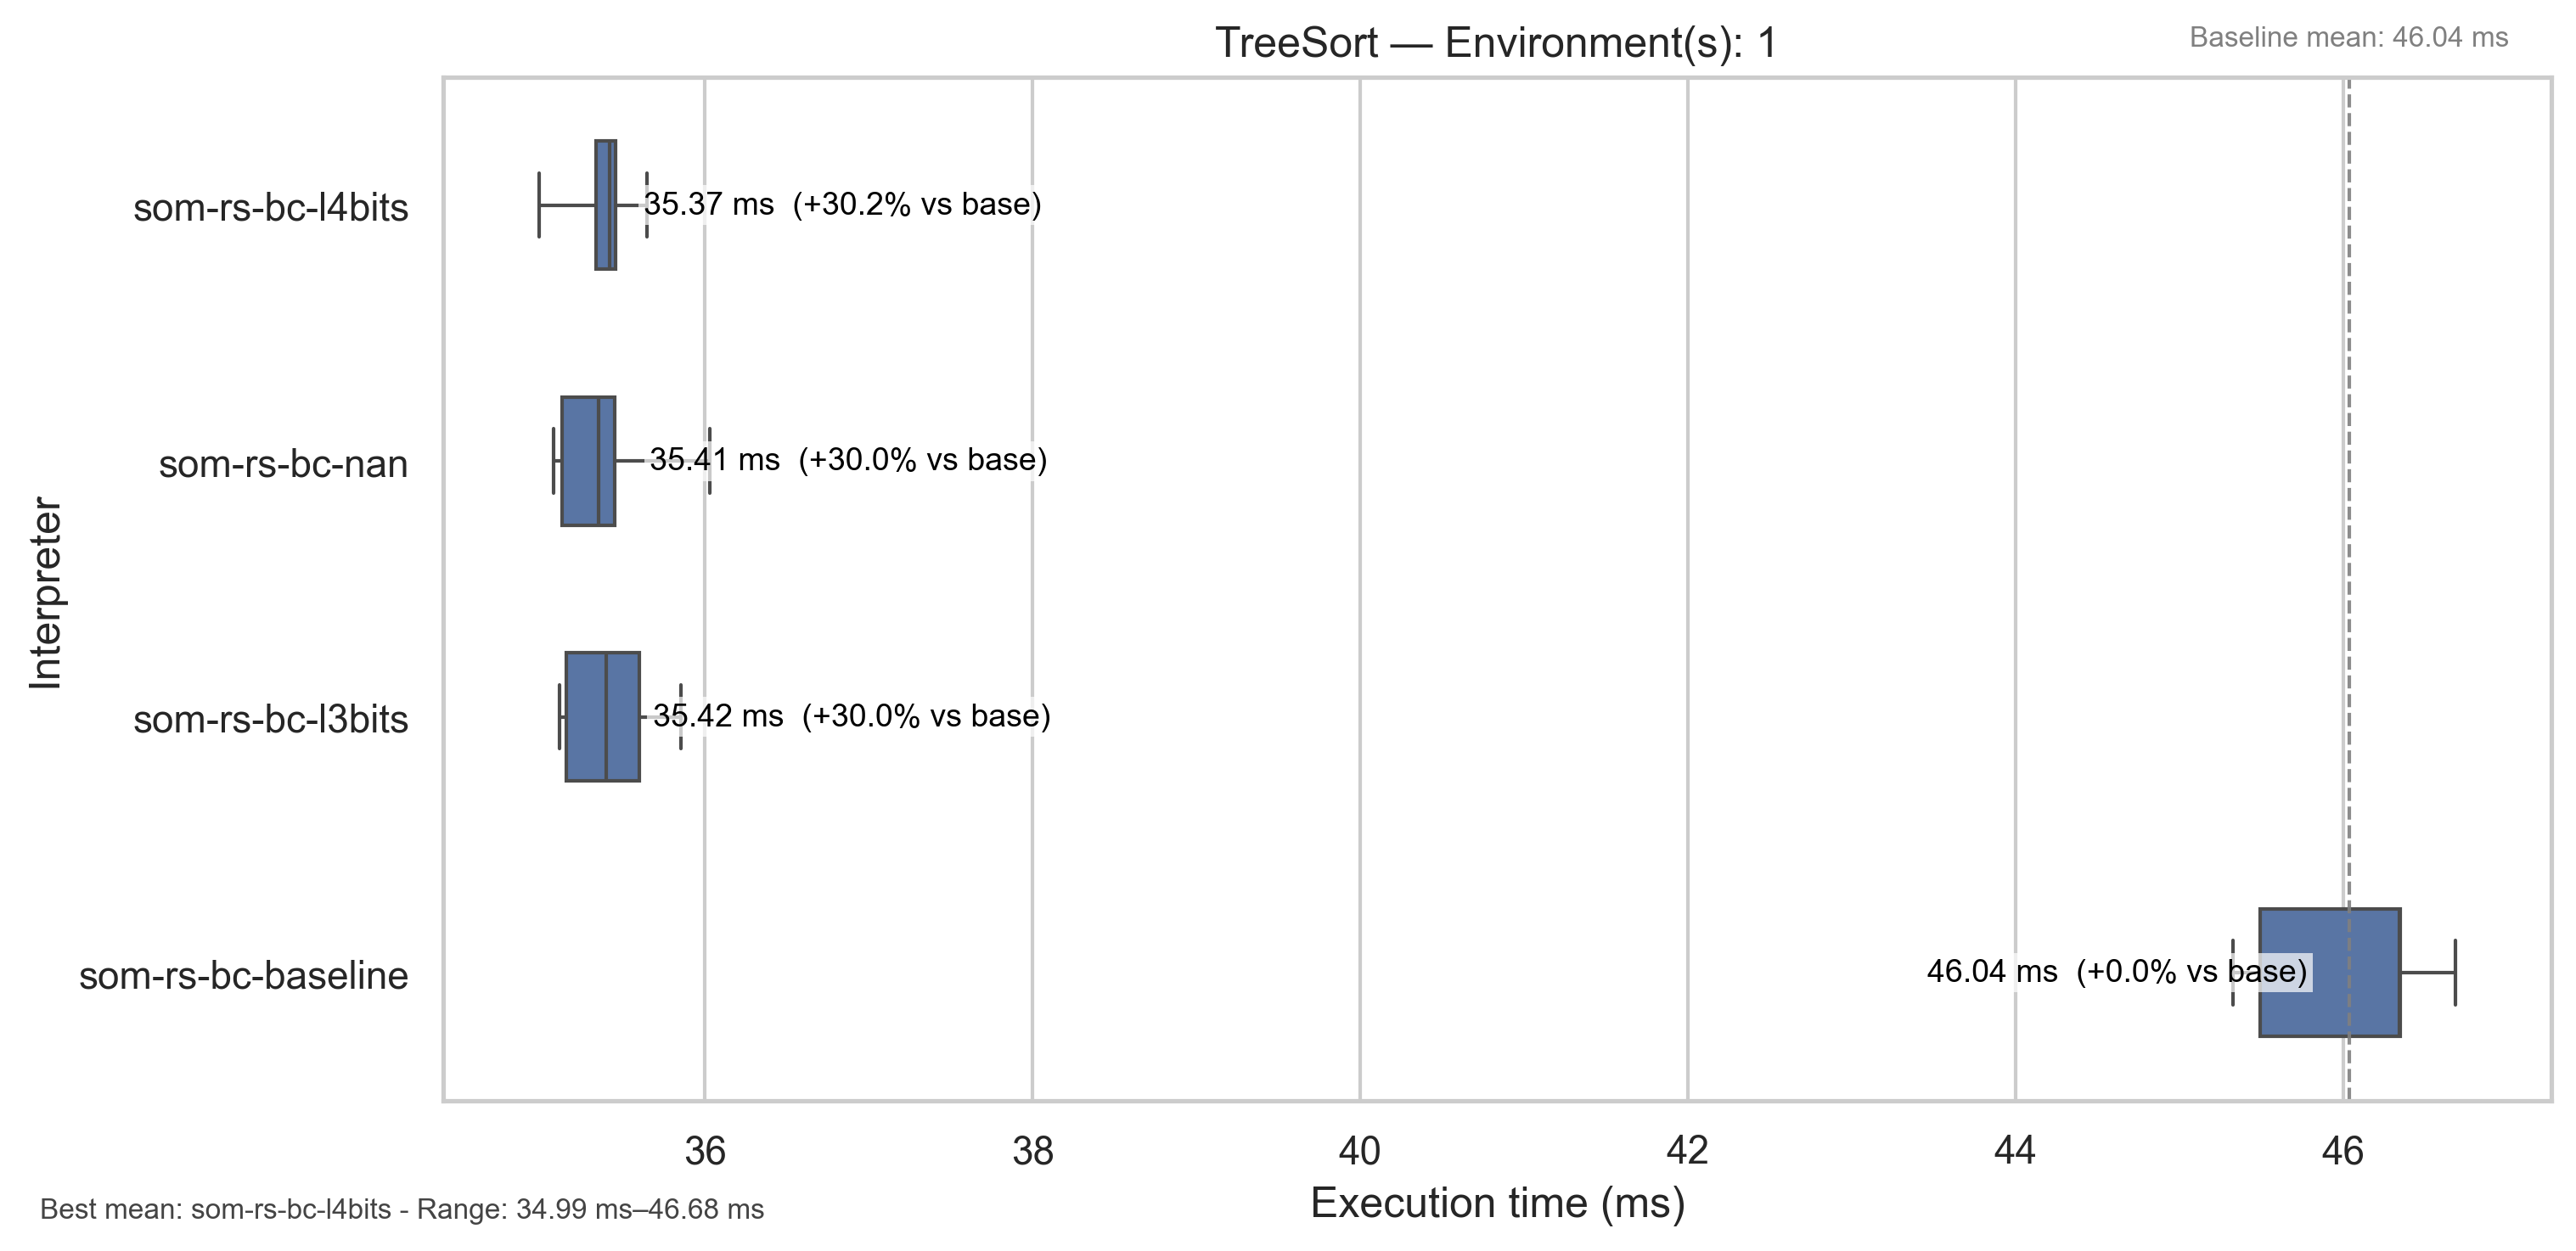 TreeSort — Environment(s): 1
Baseline mean: 46.04 ms
Interpreter
som-rs-bc-l4bits
35.37 ms  (+30.2% vs base)
som-rs-bc-nan
35.41 ms  (+30.0% vs base)
som-rs-bc-l3bits
35.42 ms  (+30.0% vs base)
som-rs-bc-baseline
46.04 ms  (+0.0% vs base)
36 38 40 42 44 46
Execution time (ms)
Best mean: som-rs-bc-l4bits - Range: 34.99 ms–46.68 ms